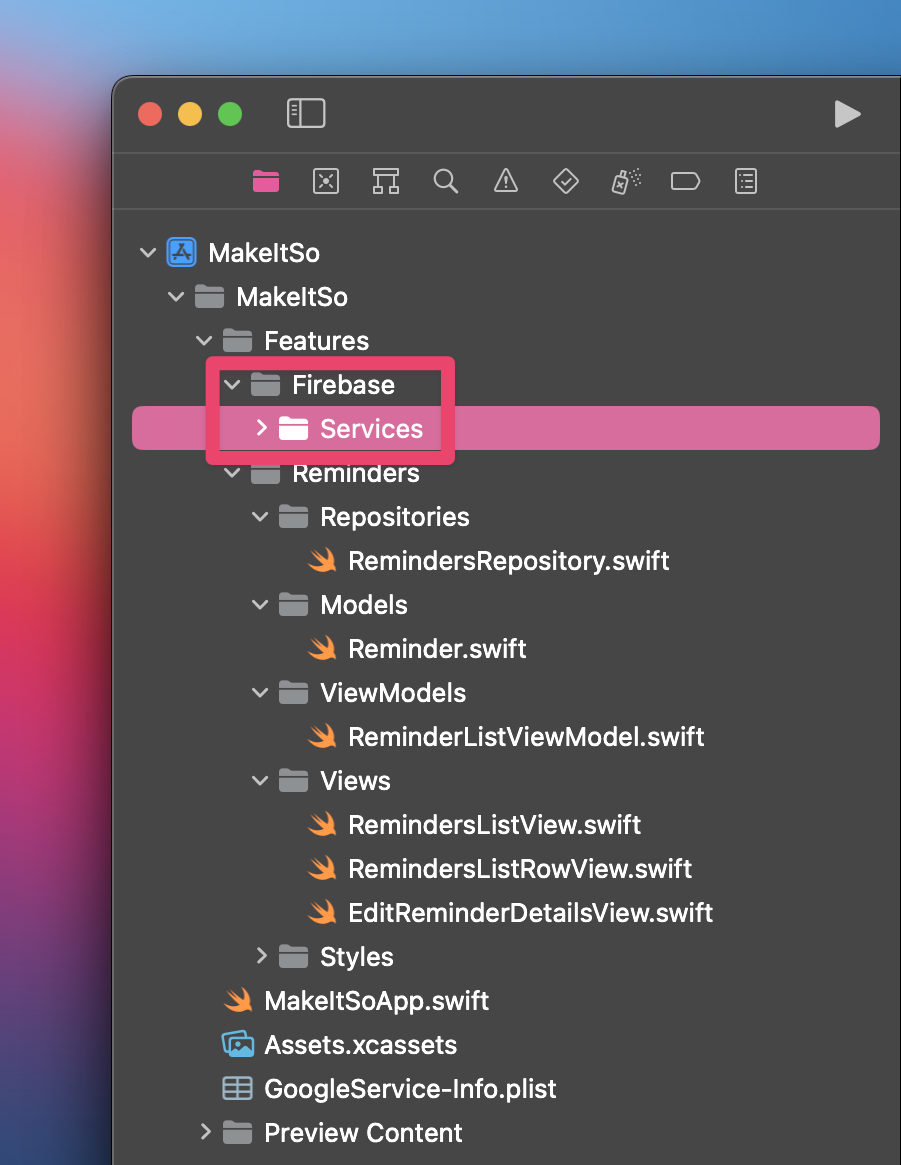 MakeItSo
MakeItSo
Features
Firebase
Services
Reminders
Repositories
RemindersRepository.swift
Models
Reminder.swift
ViewModels
ReminderListViewModel.swift
Views
RemindersListView.swift
RemindersListRowView.swift
EditReminderDetailsView.swift
Styles
MakeItSoApp.swift
Assets.xcassets
GoogleService-Info.plist
Preview Content